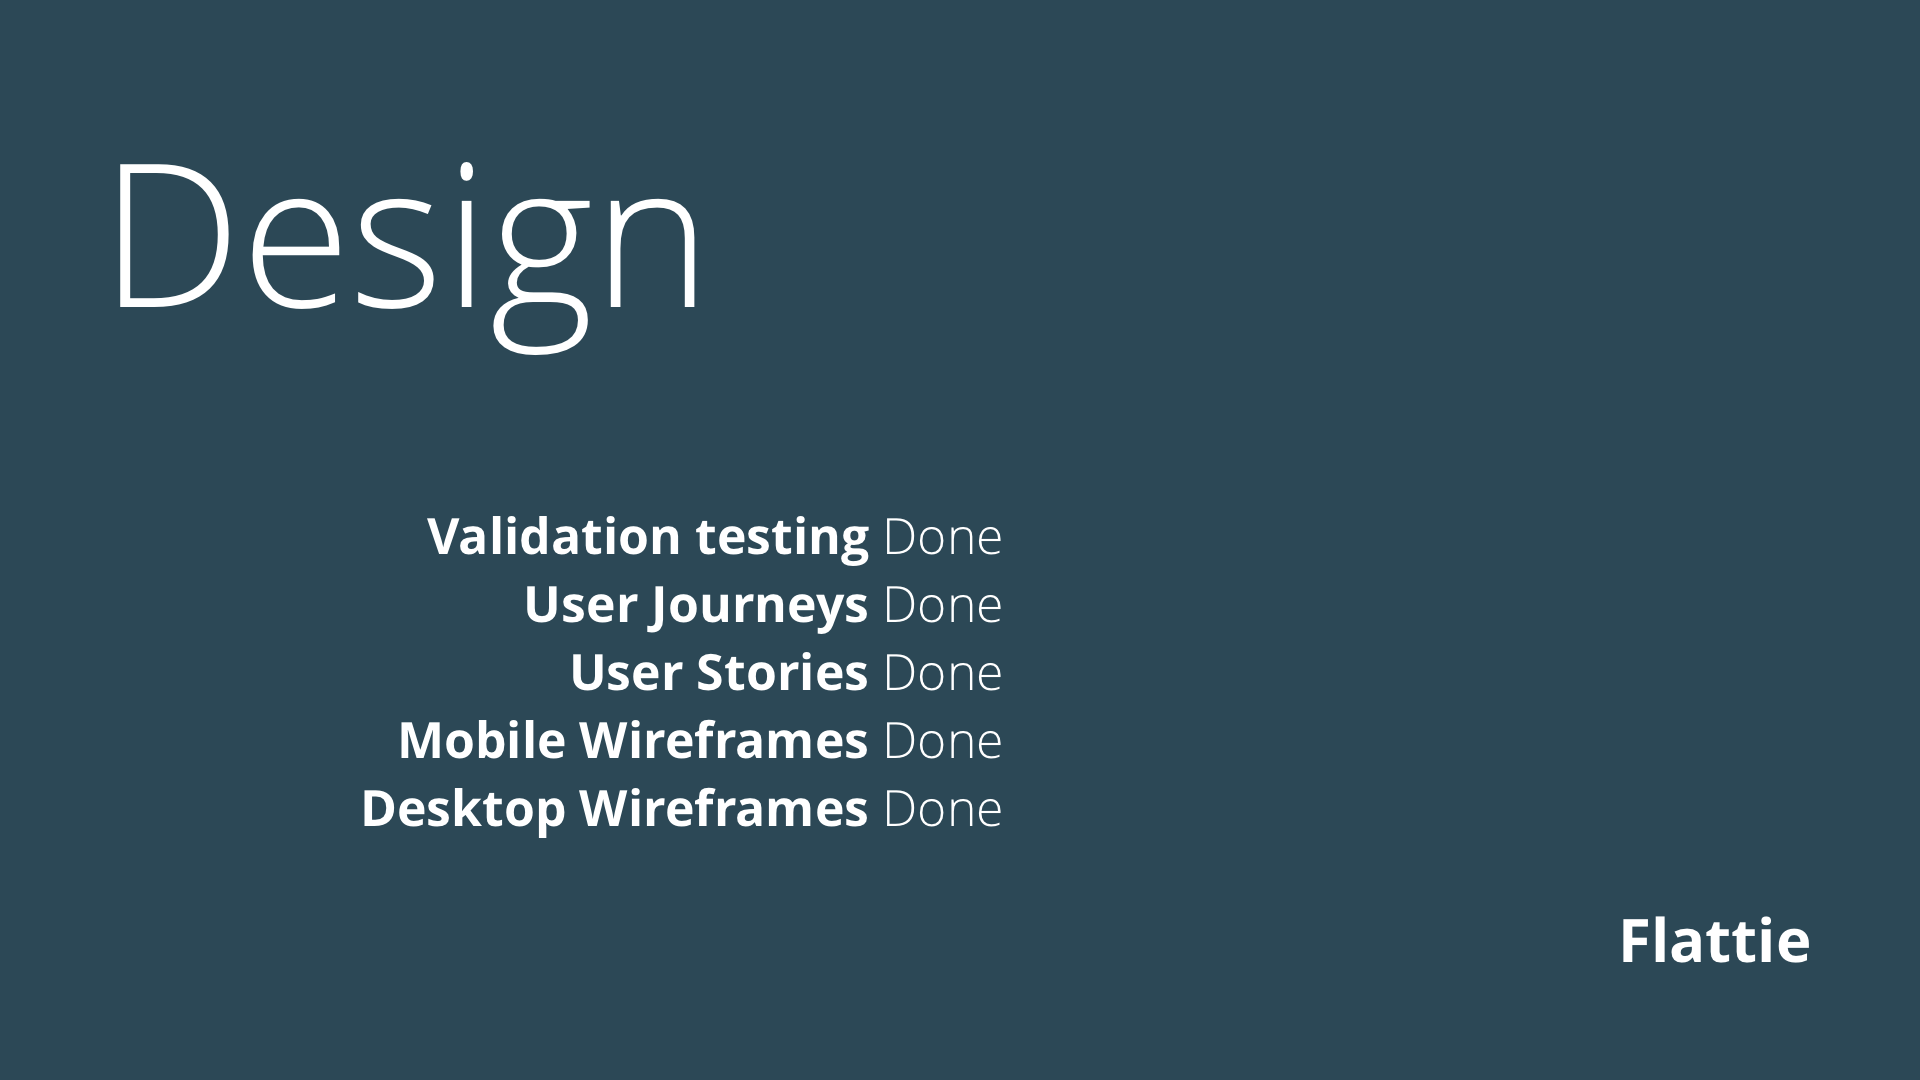 Design
Validation testing Done
User Journeys Done
User Stories Done
Mobile Wireframes Done
Desktop Wireframes Done
Flattie